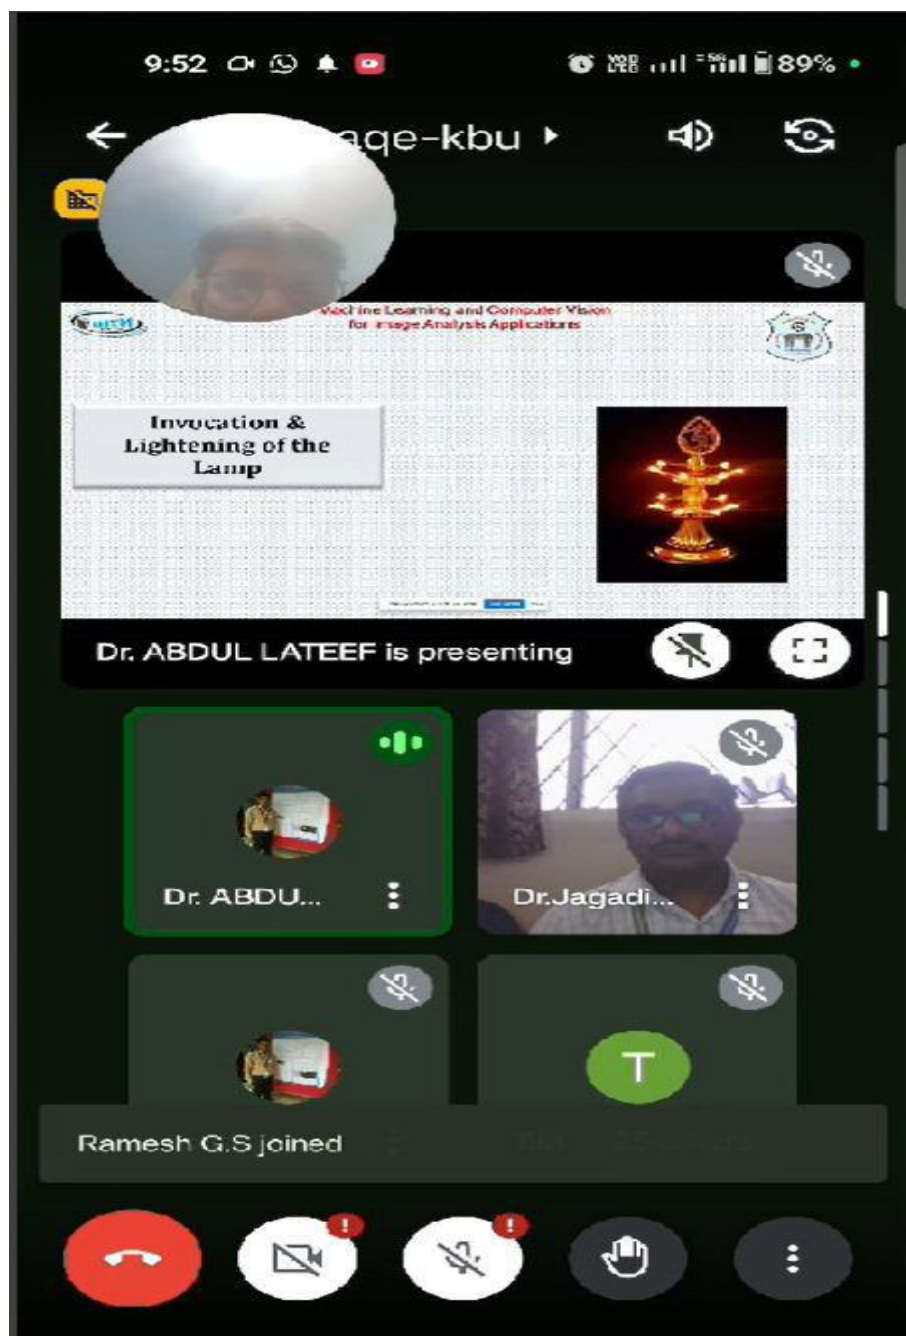 9:52
89%
aqe-kbu
Machine Learning and Computer Vision
for Image Analysis Applications
Invocation &
Lightening of the
Lamp
Dr. ABDUL LATEEF is presenting
Dr. ABDU...
Dr.Jagadi...
T
Ramesh G.S joined